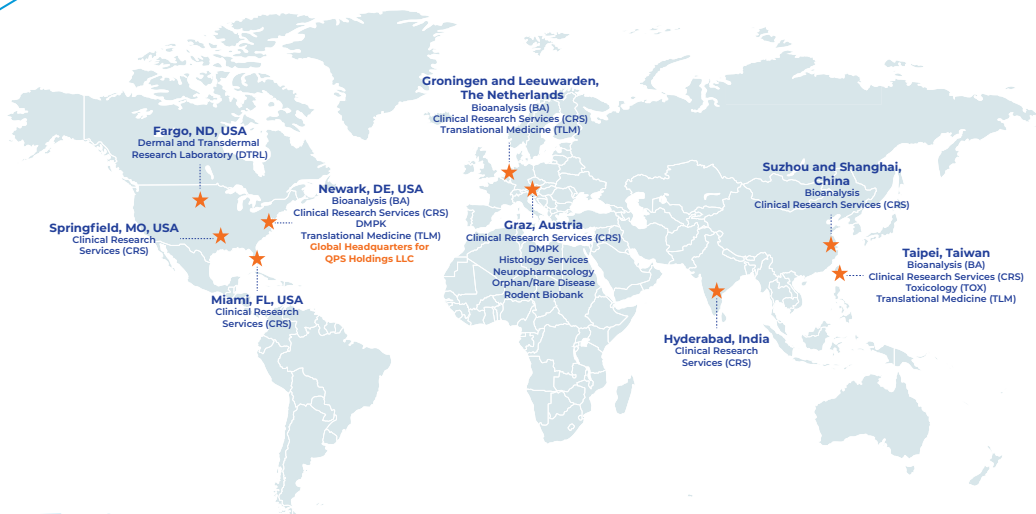 Groningen and Leeuwarden,
The Netherlands
Bioanalysis (BA)
Clinical Research Services (CRS)
Translational Medicine (TLM)
Fargo, ND, USA
Dermal and Transdermal
Research Laboratory (DTRL)
Newark, DE, USA
Bioanalysis (BA)
Clinical Research Services (CRS)
DMPK
Translational Medicine (TLM)
Global Headquarters for
QPS Holdings LLC
Springfield, MO, USA
Clinical Research
Services (CRS)
Miami, FL, USA
Clinical Research
Services (CRS)
Graz, Austria
Clinical Research Services (CRS)
DMPK
Histology Services
Neuropharmacology
Orphan/Rare Disease
Rodent Biobank
Suzhou and Shanghai,
China
Bioanalysis
Clinical Research Services (CRS)
Taipei, Taiwan
Bioanalysis (BA)
Clinical Research Services (CRS)
Toxicology (TOX)
Translational Medicine (TLM)
Hyderabad, India
Clinical Research
Services (CRS)